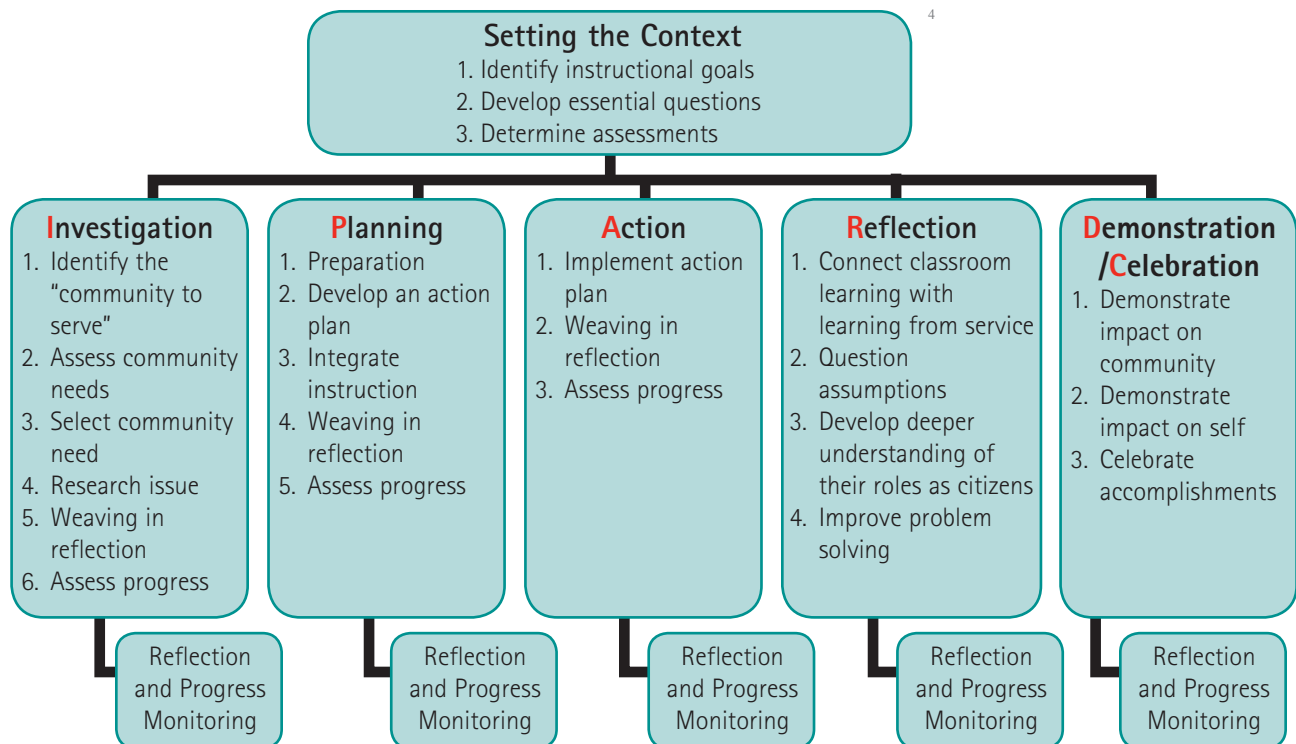 4
Setting the Context
1. Identify instructional goals
2. Develop essential questions
3. Determine assessments
Investigation
1. Identify the
"community to
serve"
2. Assess community
needs
3. Select community
need
4. Research issue
5. Weaving in
reflection
6. Assess progress
Planning
1. Preparation
2. Develop an action
plan
3. Integrate
instruction
4. Weaving in
reflection
5. Assess progress
Action
1. Implement action
plan
2. Weaving in
reflection
3. Assess progress
Reflection
1. Connect classroom
learning with
learning from service
2. Question
assumptions
3. Develop deeper
understanding of
their roles as citizens
4. Improve problem
solving
Demonstration
/Celebration
1. Demonstrate
impact on
community
2. Demonstrate
impact on self
3. Celebrate
accomplishments
Reflection
and Progress
Monitoring
Reflection
and Progress
Monitoring
Reflection
and Progress
Monitoring
Reflection
and Progress
Monitoring
Reflection
and Progress
Monitoring